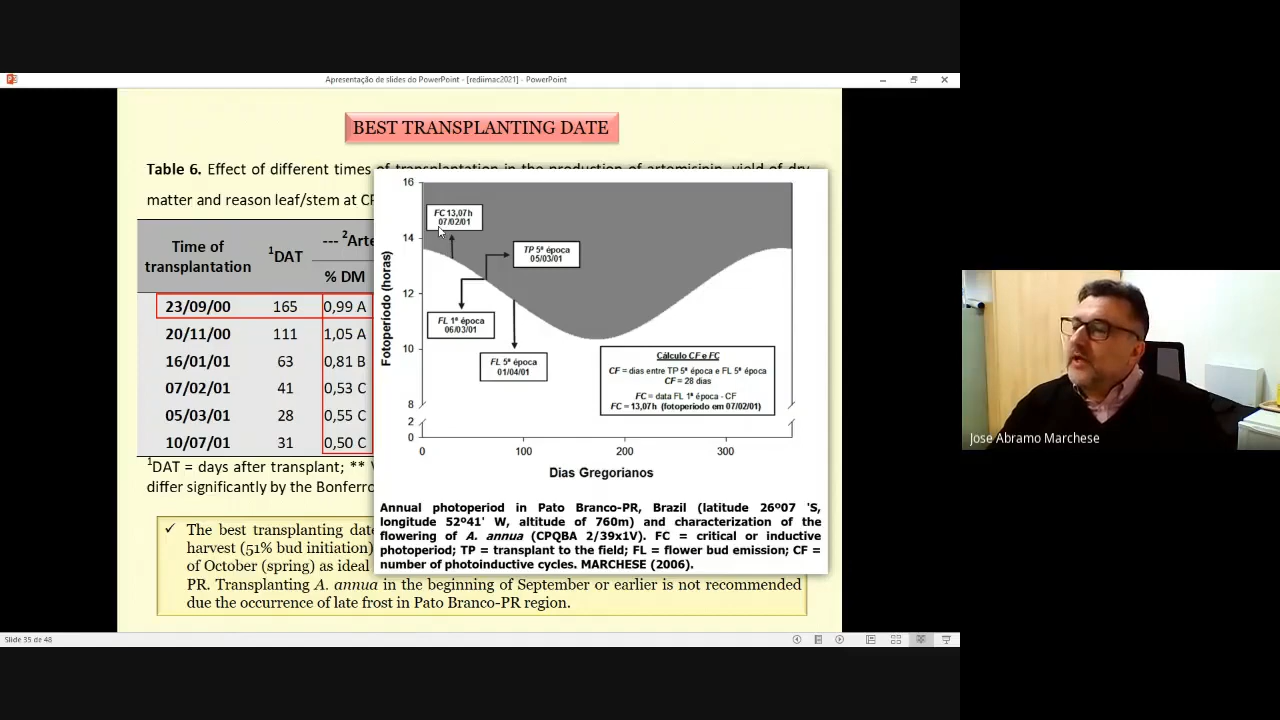 Apresentação de slides do PowerPoint - [rediimac2021] - PowerPoint
BEST TRANSPLANTING DATE
Table 6. Effect of different times of transplantation in the production of artemisinin, yield of dry
matter and reason leaf/stem at CP
Time of
transplantation
¹DAT
--- ²Arte
% DM
23/09/00 165 0,99 A
20/11/00 111 1,05 A
16/01/01 63 0,81 B
07/02/01 41 0,53 C
05/03/01 28 0,55 C
10/07/01 31 0,50 C
¹DAT = days after transplant; **
differ significantly by the Bonferro
✓ The best transplanting date
harvest (51% bud initiation)
of October (spring) as ideal
PR. Transplanting A. annua in the beginning of September or earlier is not recommended
due the occurrence of late frost in Pato Branco-PR region.
Fotoperíodo (horas)
16
14
12
10
8
2
0
0 100 200 300
Dias Gregorianos
FC 13,07h
07/02/01
TP 5ª época
05/03/01
FL 1ª época
06/03/01
FL 5ª época
01/04/01
Cálculo CF e FC
CF = dias entre TP 5ª época e FL 5ª época
CF = 28 dias
FC = data FL 1ª época - CF
FC = 13,07h (fotoperíodo em 07/02/01)
Annual photoperiod in Pato Branco-PR, Brazil (latitude 26º07 'S,
longitude 52º41' W, altitude of 760m) and characterization of the
flowering of A. annua (CPQBA 2/39x1V). FC = critical or inductive
photoperiod; TP = transplant to the field; FL = flower bud emission; CF =
number of photoinductive cycles. MARCHESE (2006).
Jose Abramo Marchese
Slide 35 de 48